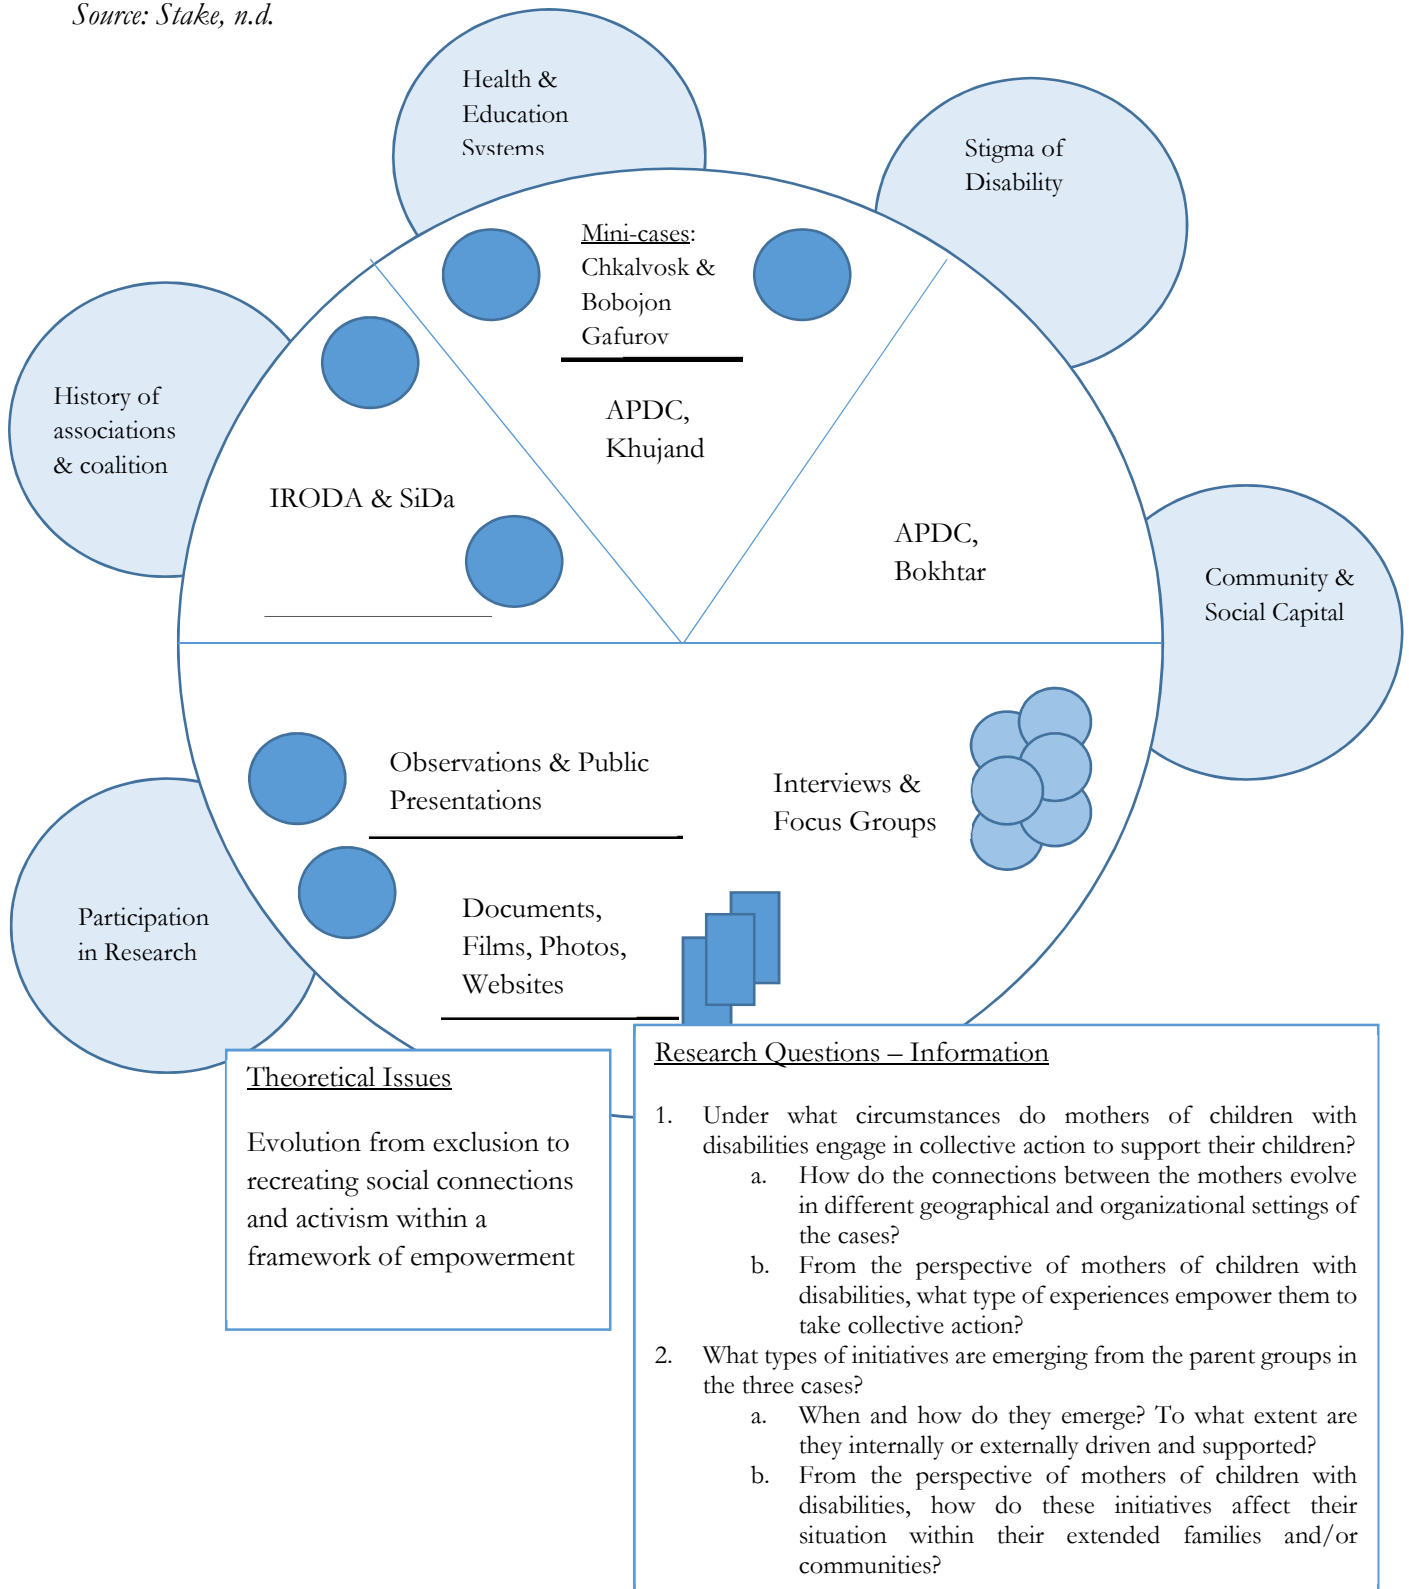 Source: Stake, n.d.
Health &
Education
Systems
Stigma of
Disability
Mini-cases:
Chkalvosk &
Bobojon
Gafurov
APDC,
Khujand
History of
associations
& coalition
IRODA & SiDa
APDC,
Bokhtar
Community &
Social Capital
Observations & Public
Presentations
Interviews &
Focus Groups
Participation
in Research
Documents,
Films, Photos,
Websites
Theoretical Issues
Evolution from exclusion to
recreating social connections
and activism within a
framework of empowerment
Research Questions – Information
1. Under what circumstances do mothers of children with
disabilities engage in collective action to support their children?
a. How do the connections between the mothers evolve
in different geographical and organizational settings of
the cases?
b. From the perspective of mothers of children with
disabilities, what type of experiences empower them to
take collective action?
2. What types of initiatives are emerging from the parent groups in
the three cases?
a. When and how do they emerge? To what extent are
they internally or externally driven and supported?
b. From the perspective of mothers of children with
disabilities, how do these initiatives affect their
situation within their extended families and/or
communities?